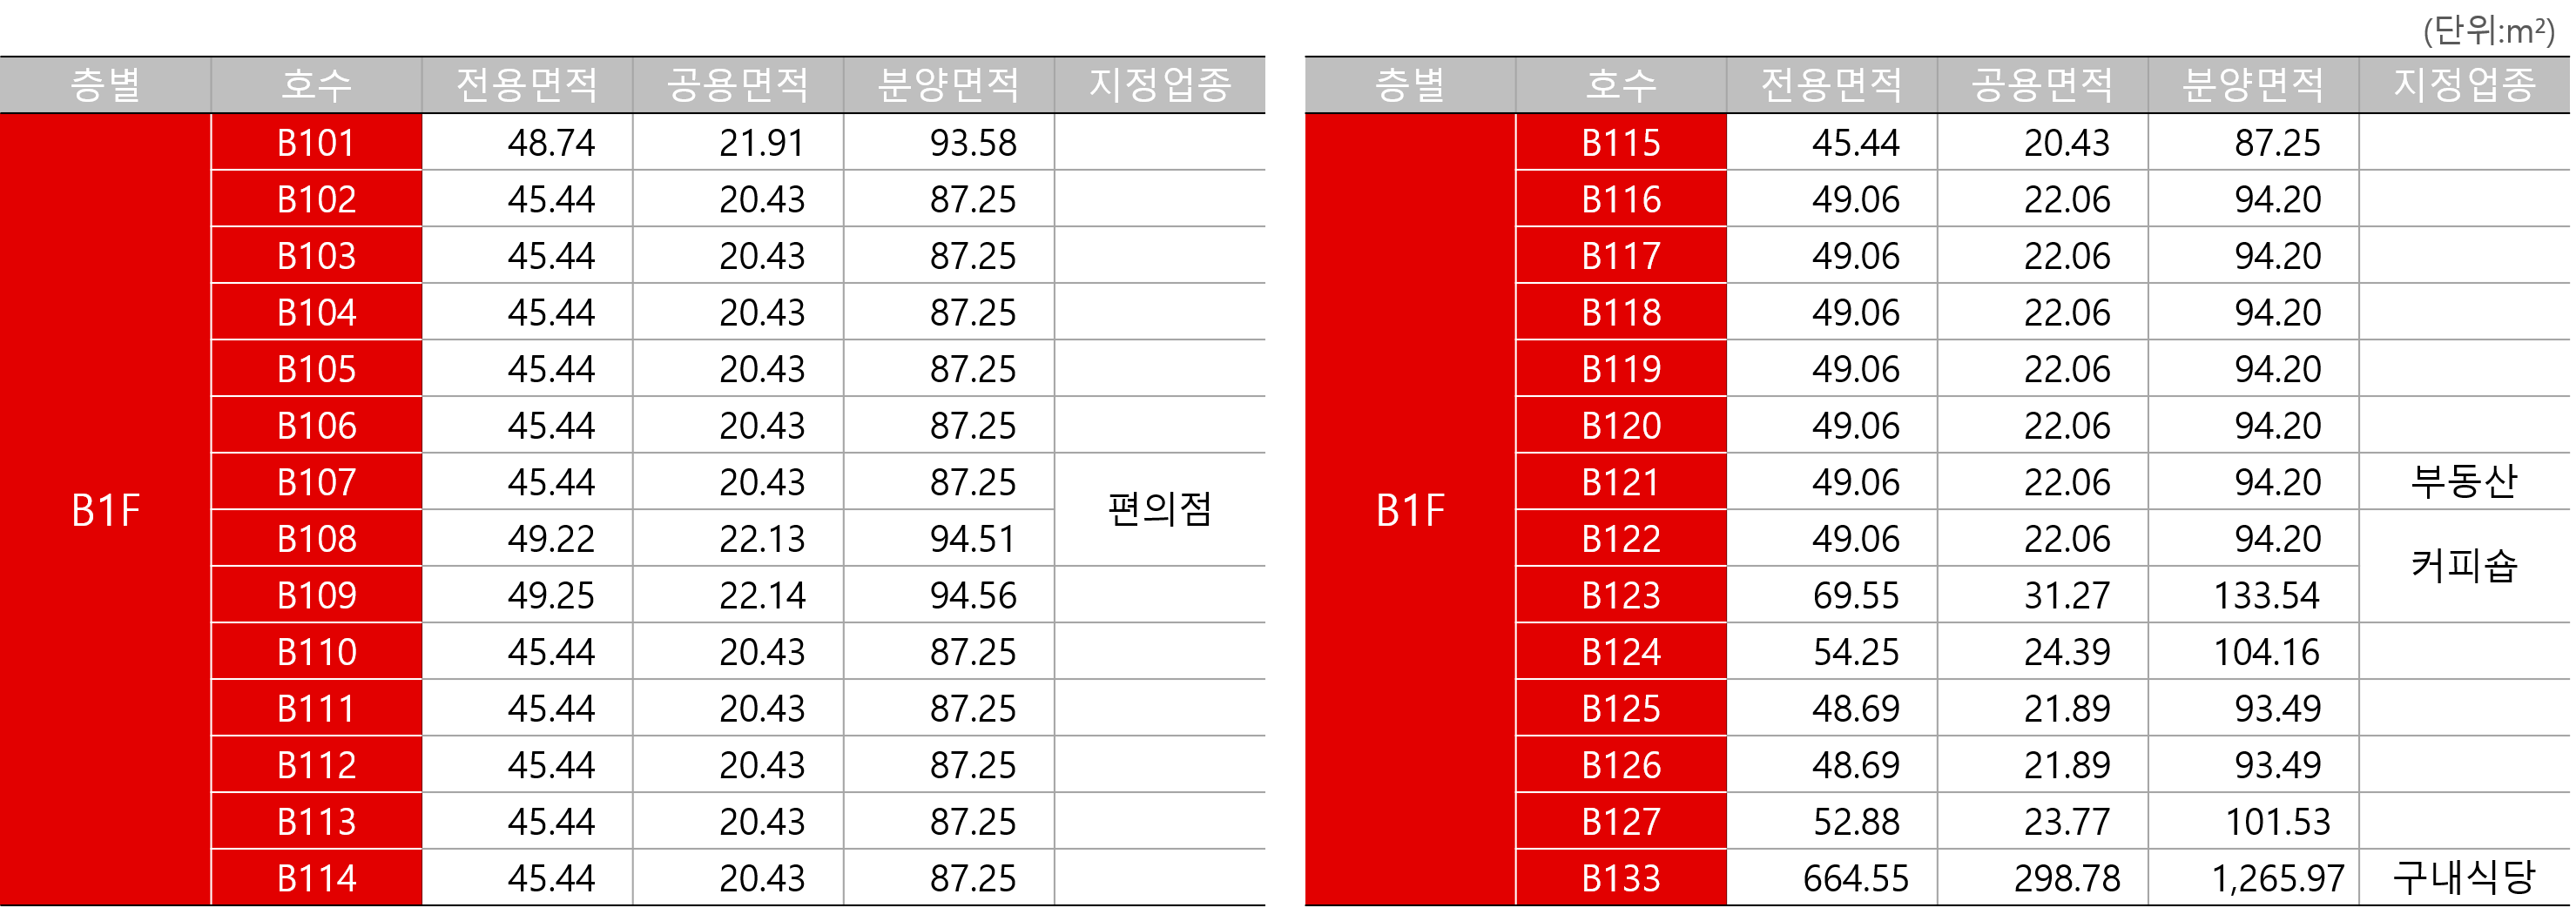 (단위:m²)
층별 호수 전용면적 공용면적 분양면적 지정업종
B1F
B101 48.74 21.91 93.58
B102 45.44 20.43 87.25
B103 45.44 20.43 87.25
B104 45.44 20.43 87.25
B105 45.44 20.43 87.25
B106 45.44 20.43 87.25
B107 45.44 20.43 87.25
편의점
B108 49.22 22.13 94.51
B109 49.25 22.14 94.56
B110 45.44 20.43 87.25
B111 45.44 20.43 87.25
B112 45.44 20.43 87.25
B113 45.44 20.43 87.25
B114 45.44 20.43 87.25
층별 호수 전용면적 공용면적 분양면적 지정업종
B1F
B115 45.44 20.43 87.25
B116 49.06 22.06 94.20
B117 49.06 22.06 94.20
B118 49.06 22.06 94.20
B119 49.06 22.06 94.20
B120 49.06 22.06 94.20
B121 49.06 22.06 94.20 부동산
B122 49.06 22.06 94.20
커피숍
B123 69.55 31.27 133.54
B124 54.25 24.39 104.16
B125 48.69 21.89 93.49
B126 48.69 21.89 93.49
B127 52.88 23.77 101.53
B133 664.55 298.78 1,265.97 구내식당